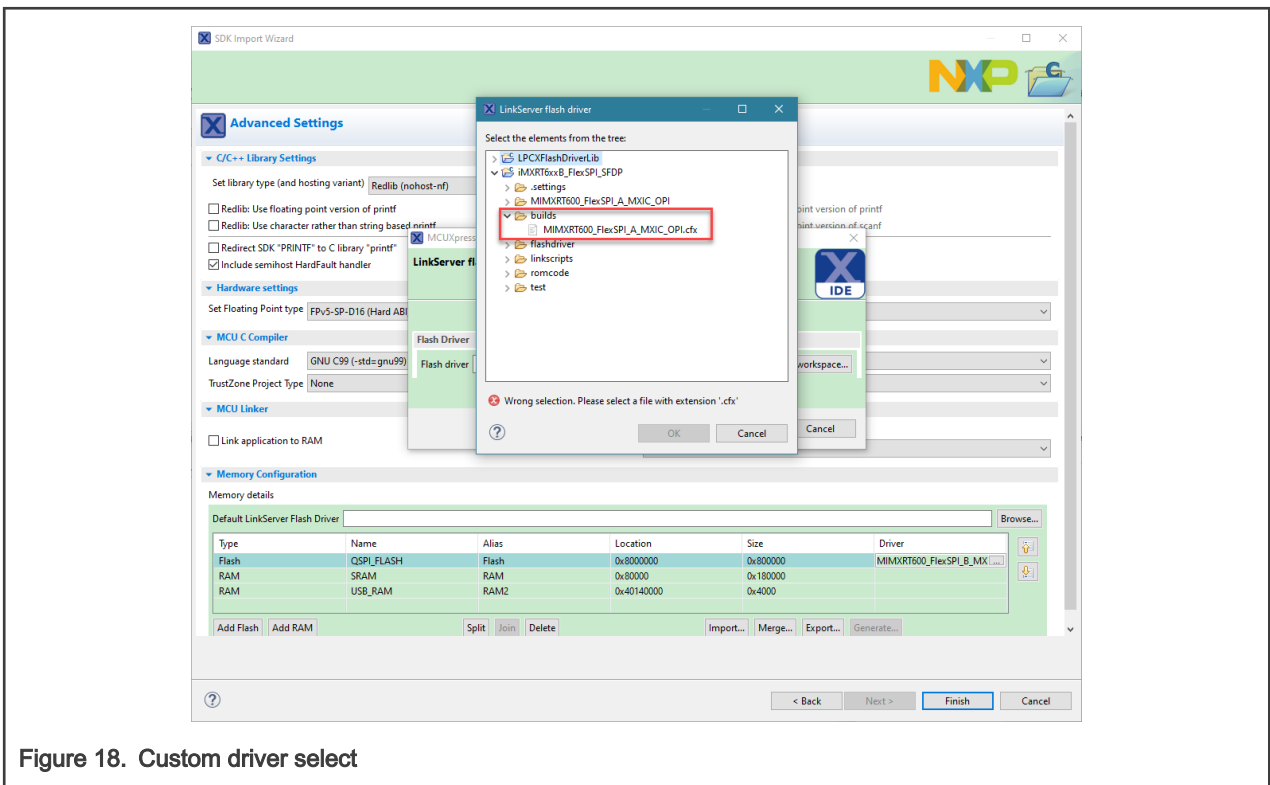 SDK Import Wizard
NXP
Advanced Settings
C/C++ Library Settings
Set library type (and hosting variant) Redlib (nohost-nf)
Redlib: Use floating point version of printf
Redlib: Use character rather than string based printf
Redirect SDK "PRINTF" to C library "printf"
Include semihost HardFault handler
Hardware settings
Set Floating Point type FPv5-SP-D16 (Hard ABI
MCU C Compiler
Language standard GNU C99 (-std=gnu99)
TrustZone Project Type None
MCU Linker
Link application to RAM
LinkServer flash driver
Select the elements from the tree:
LPCXFlashDriverLib
iMXRT6xxB_FlexSPI_SFDP
.settings
MIMXRT600_FlexSPI_A_MXIC_OPI
builds
MIMXRT600_FlexSPI_A_MXIC_OPI.cfx
flashdriver
linkscripts
romcode
test
Wrong selection. Please select a file with extension '.cfx'
OK Cancel
MCUXpress
LinkServer fl
IDE
Flash Driver
Flash driver workspace...
Cancel
oint version of printf
oint version of scanf
Memory Configuration
Memory details
Default LinkServer Flash Driver Browse...
Type Name Alias Location Size Driver
Flash QSPI_FLASH Flash 0x8000000 0x800000 MIMXRT600_FlexSPI_B_MX ...
RAM SRAM RAM 0x80000 0x180000
RAM USB_RAM RAM2 0x40140000 0x4000
Add Flash Add RAM Split Join Delete Import... Merge... Export... Generate...
< Back Next > Finish Cancel
Figure 18. Custom driver select